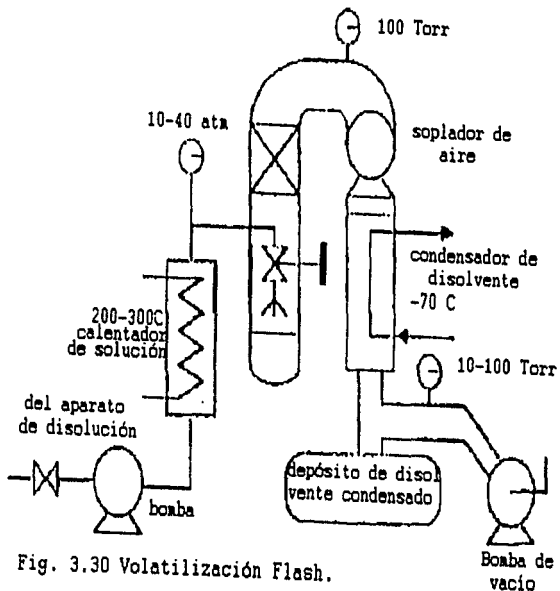 100 Torr
10-40 atm
soplador de
aire
condensador de
disolvente
-70 C
200-300C
calentador
de solución
10-100 Torr
del aparato
de disolución
bomba
depósito de disol
vente condensado
Bomba de
vacío
Fig. 3.30 Volatilización Flash.